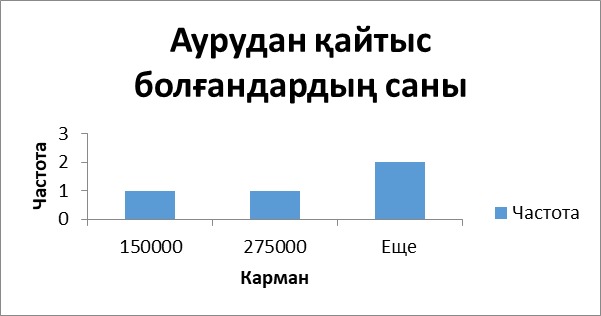 Аурудан қайтыс
болғандардың саны
Частота
3
2
1
0
150000
275000
Еще
Карман
Частота